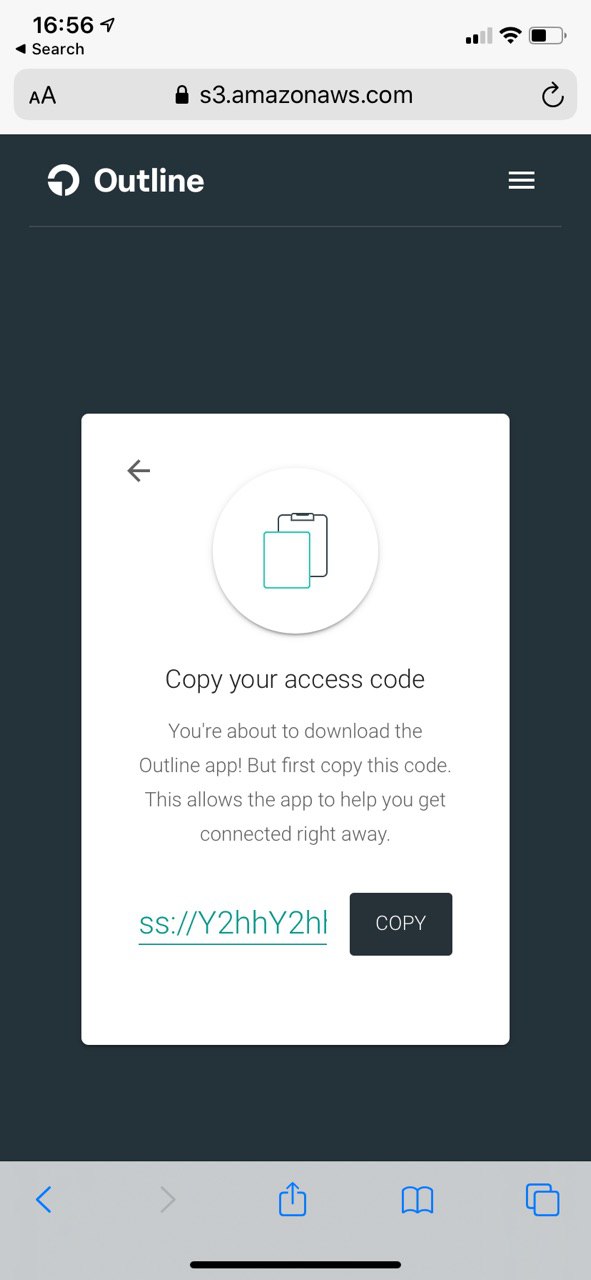 16:56
◀ Search
AA s3.amazonaws.com
Outline
Copy your access code
You're about to download the
Outline app! But first copy this code.
This allows the app to help you get
connected right away.
ss://Y2hhY2hl
COPY